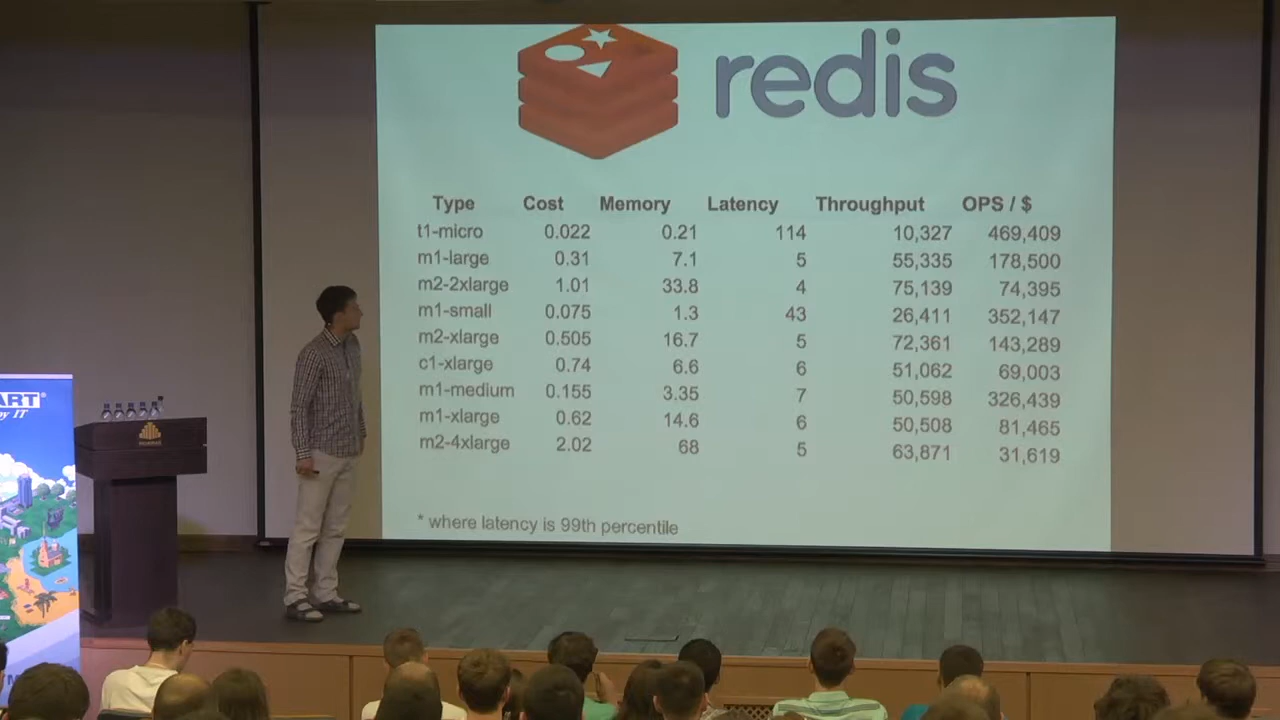 redis
Type Cost Memory Latency Throughput OPS / $
t1-micro 0.022 0.21 114 10,327 469,409
m1-large 0.31 7.1 5 55,335 178,500
m2-2xlarge 1.01 33.8 4 75,139 74,395
m1-small 0.075 1.3 43 26,411 352,147
m2-xlarge 0.505 16.7 5 72,361 143,289
c1-xlarge 0.74 6.6 6 51,062 69,003
m1-medium 0.155 3.35 7 50,598 326,439
m1-xlarge 0.62 14.6 6 50,508 81,465
m2-4xlarge 2.02 68 5 63,871 31,619
* where latency is 99th percentile
ART®
by IT